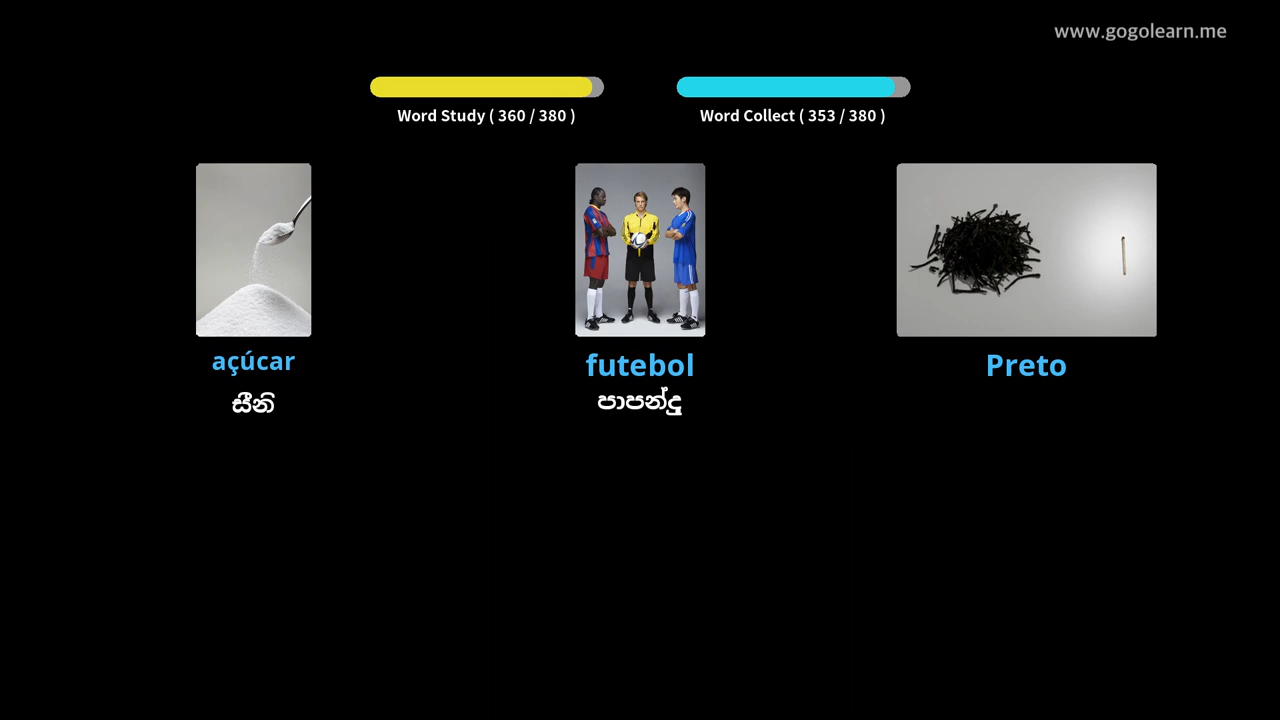 www.gogolearn.me
Word Study ( 360 / 380 )
Word Collect ( 353 / 380 )
açúcar
futebol
Preto
සීනි
පාපන්දු